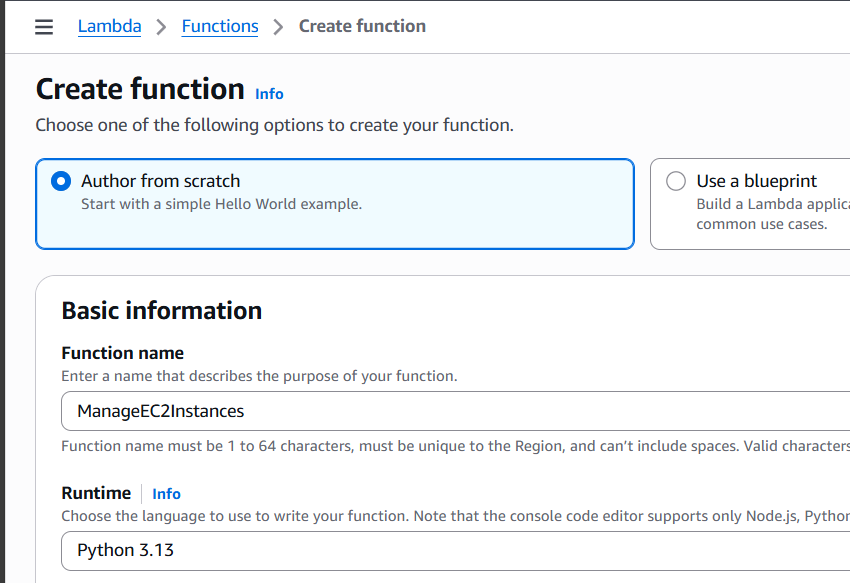 Lambda > Functions > Create function
Create function Info
Choose one of the following options to create your function.
Author from scratch
Start with a simple Hello World example.
Use a blueprint
Build a Lambda applica
common use cases.
Basic information
Function name
Enter a name that describes the purpose of your function.
ManageEC2Instances
Function name must be 1 to 64 characters, must be unique to the Region, and can’t include spaces. Valid characters
Runtime | Info
Choose the language to use to write your function. Note that the console code editor supports only Node.js, Python
Python 3.13